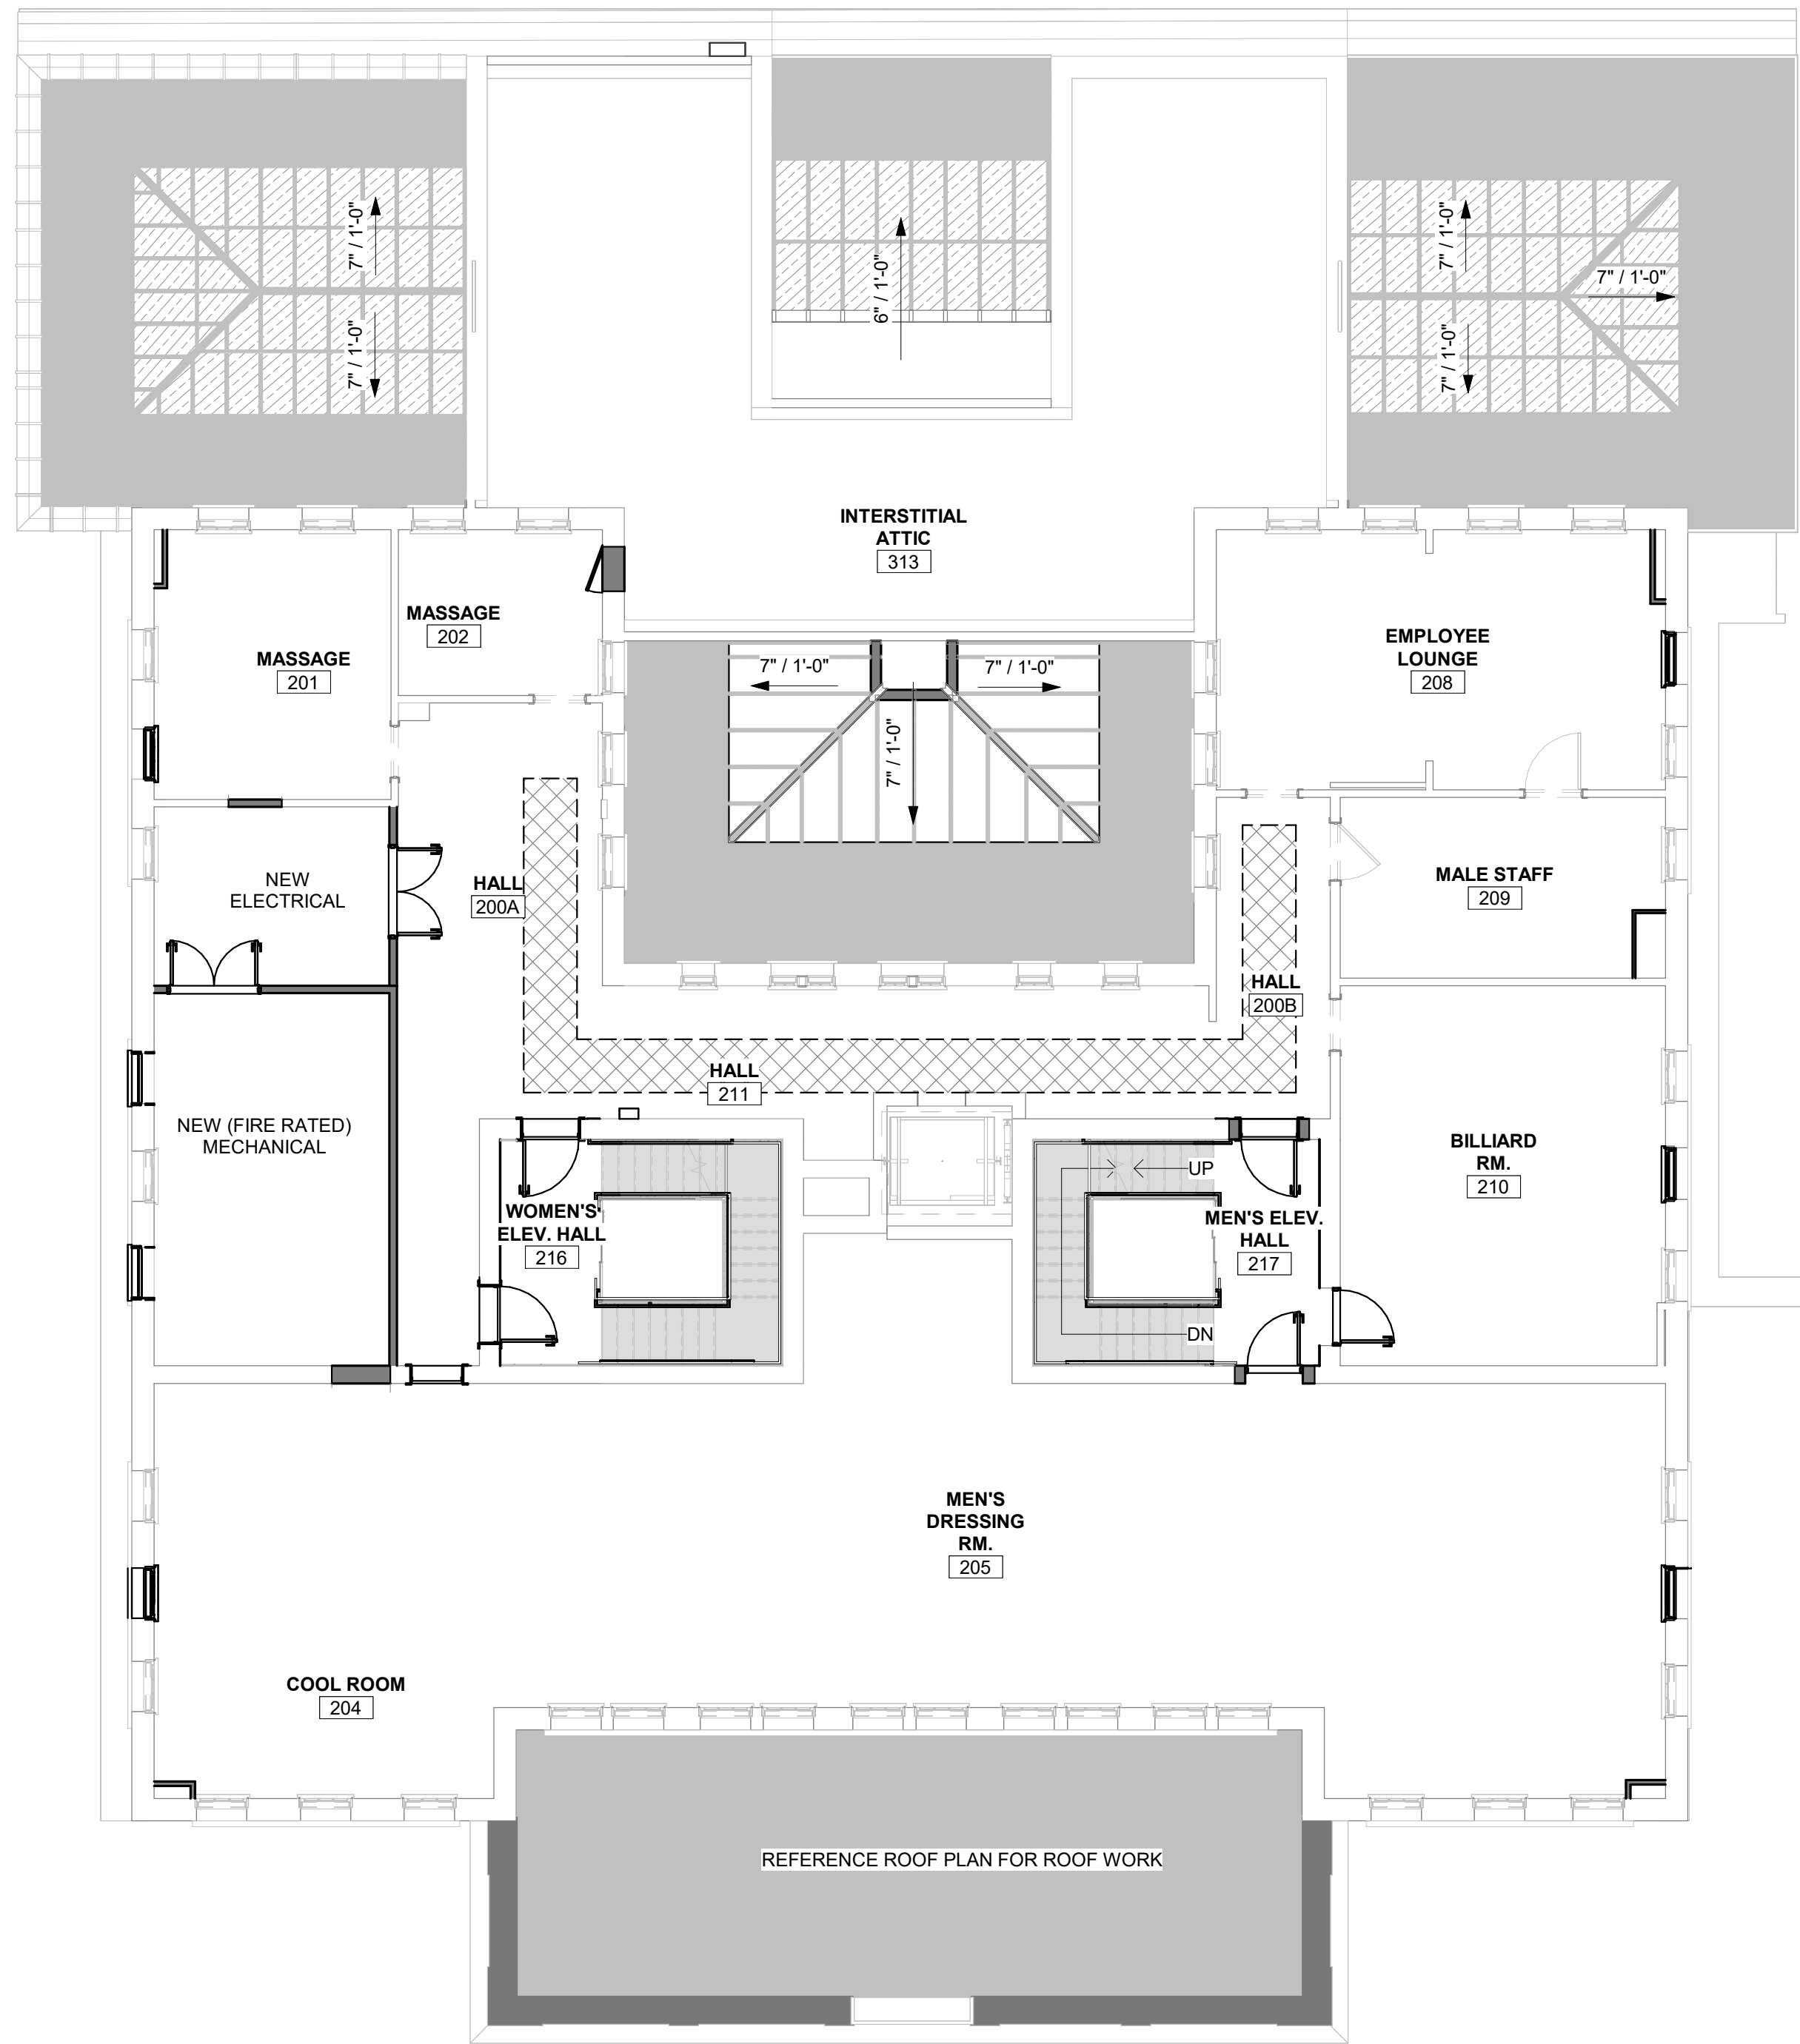 7" / 1'-0"
7" / 1'-0"
6" / 1'-0"
7" / 1'-0"
7" / 1'-0"
7" / 1'-0"
INTERSTITIAL
ATTIC
313
MASSAGE
202
MASSAGE
201
7" / 1'-0"
7" / 1'-0"
7" / 1'-0"
EMPLOYEE
LOUNGE
208
NEW
ELECTRICAL
HALL
200A
MALE STAFF
209
HALL
200B
HALL
211
NEW (FIRE RATED)
MECHANICAL
WOMEN'S
ELEV. HALL
216
UP
MEN'S ELEV.
HALL
217
DN
BILLIARD
RM.
210
MEN'S
DRESSING
RM.
205
COOL ROOM
204
REFERENCE ROOF PLAN FOR ROOF WORK